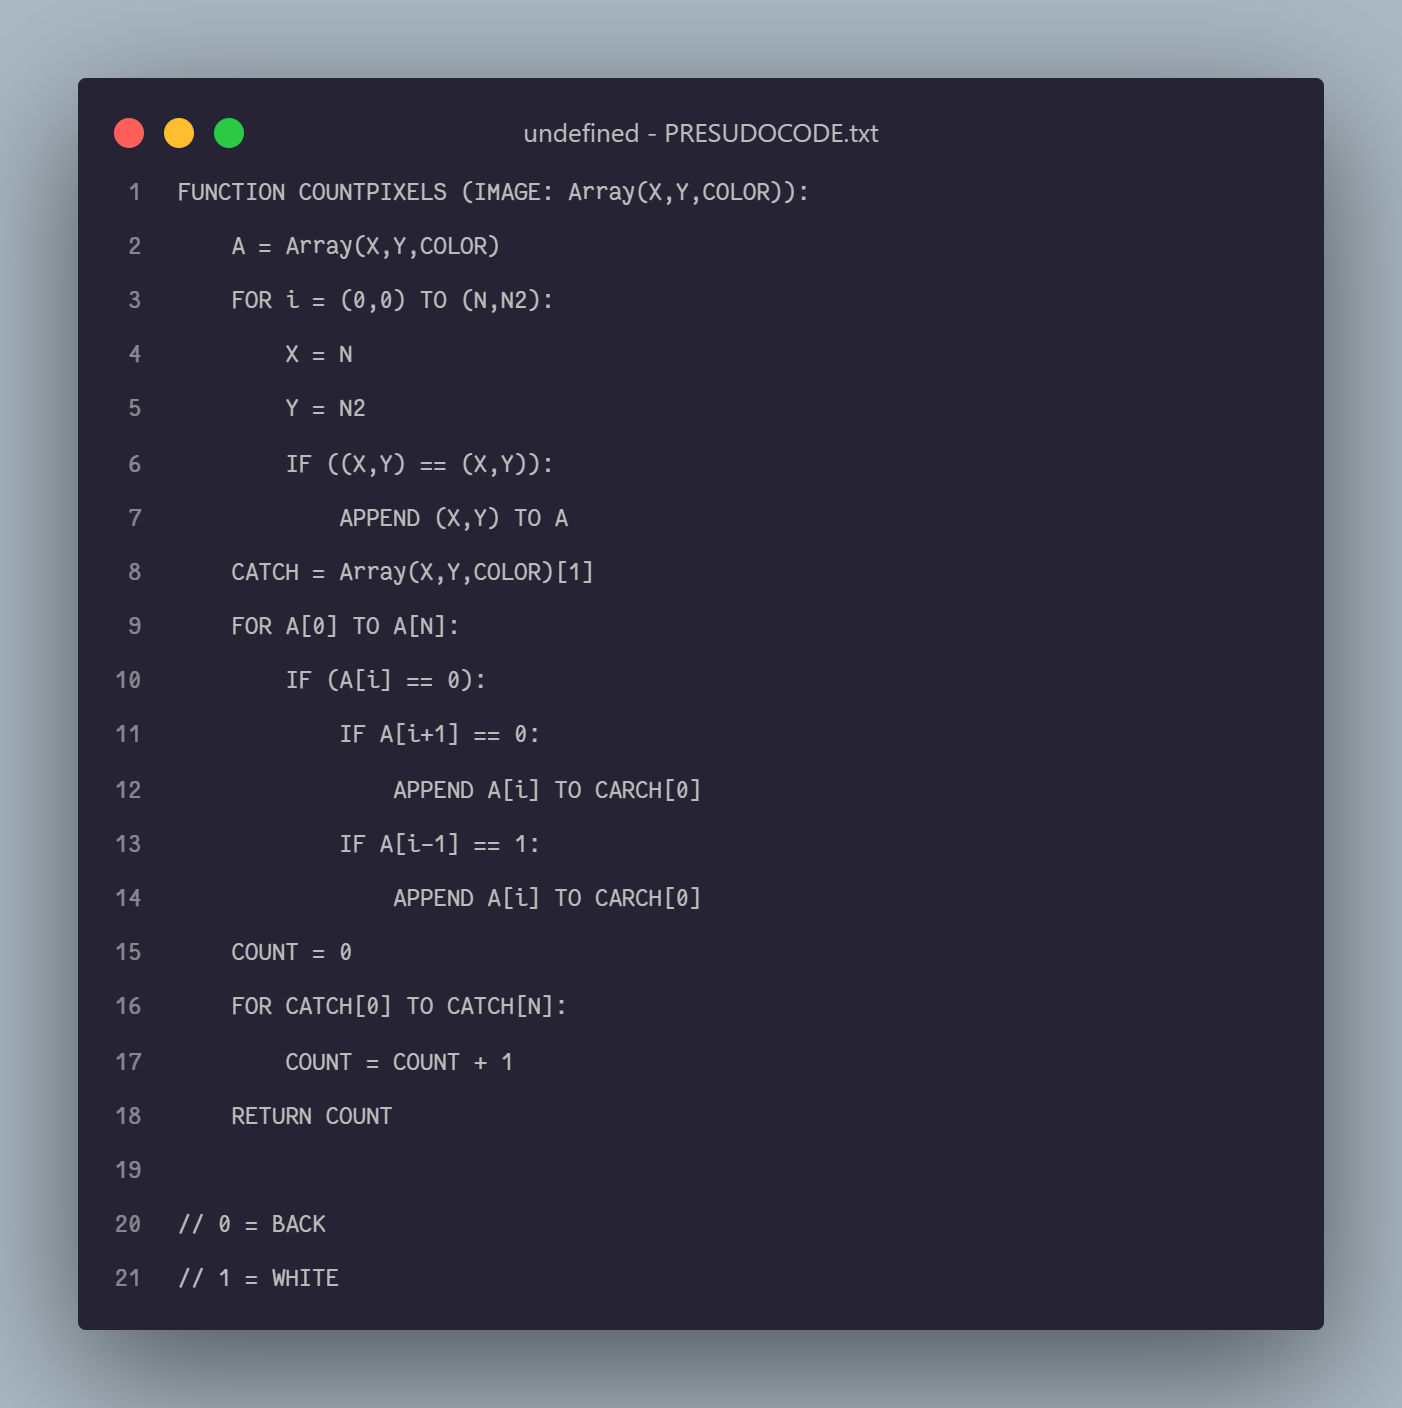 undefined - PRESUDOCODE.txt
1 FUNCTION COUNTPIXELS (IMAGE: Array(X,Y,COLOR)):
2 A = Array(X,Y,COLOR)
3 FOR i = (0,0) TO (N,N2):
4 X = N
5 Y = N2
6 IF ((X,Y) == (X,Y)):
7 APPEND (X,Y) TO A
8 CATCH = Array(X,Y,COLOR)[1]
9 FOR A[0] TO A[N]:
10 IF (A[i] == 0):
11 IF A[i+1] == 0:
12 APPEND A[i] TO CARCH[0]
13 IF A[i-1] == 1:
14 APPEND A[i] TO CARCH[0]
15 COUNT = 0
16 FOR CATCH[0] TO CATCH[N]:
17 COUNT = COUNT + 1
18 RETURN COUNT
19
20 // 0 = BACK
21 // 1 = WHITE